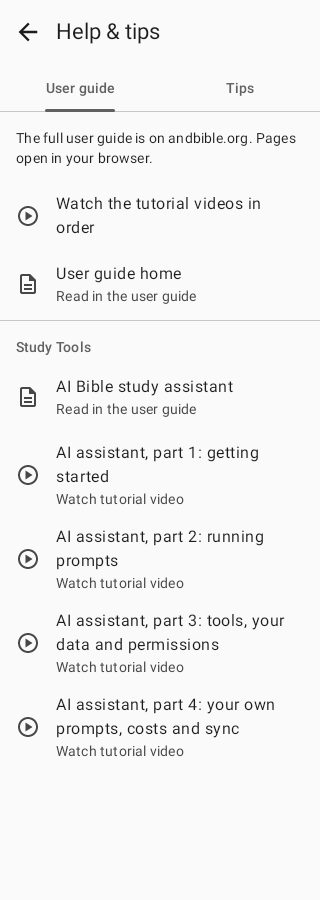 Help & tips
User guide
Tips
The full user guide is on andbible.org. Pages
open in your browser.
Watch the tutorial videos in
order
User guide home
Read in the user guide
Study Tools
AI Bible study assistant
Read in the user guide
AI assistant, part 1: getting
started
Watch tutorial video
AI assistant, part 2: running
prompts
Watch tutorial video
AI assistant, part 3: tools, your
data and permissions
Watch tutorial video
AI assistant, part 4: your own
prompts, costs and sync
Watch tutorial video